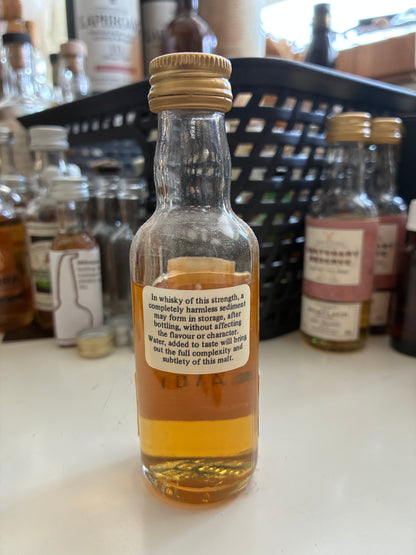 LAPHROAIG
In whisky of this strength, a
completely harmless sediment
may form in storage, after
bottling, without affecting
the flavour or character.
Water, added to taste will bring
out the full complexity and
subtlety of this malt.